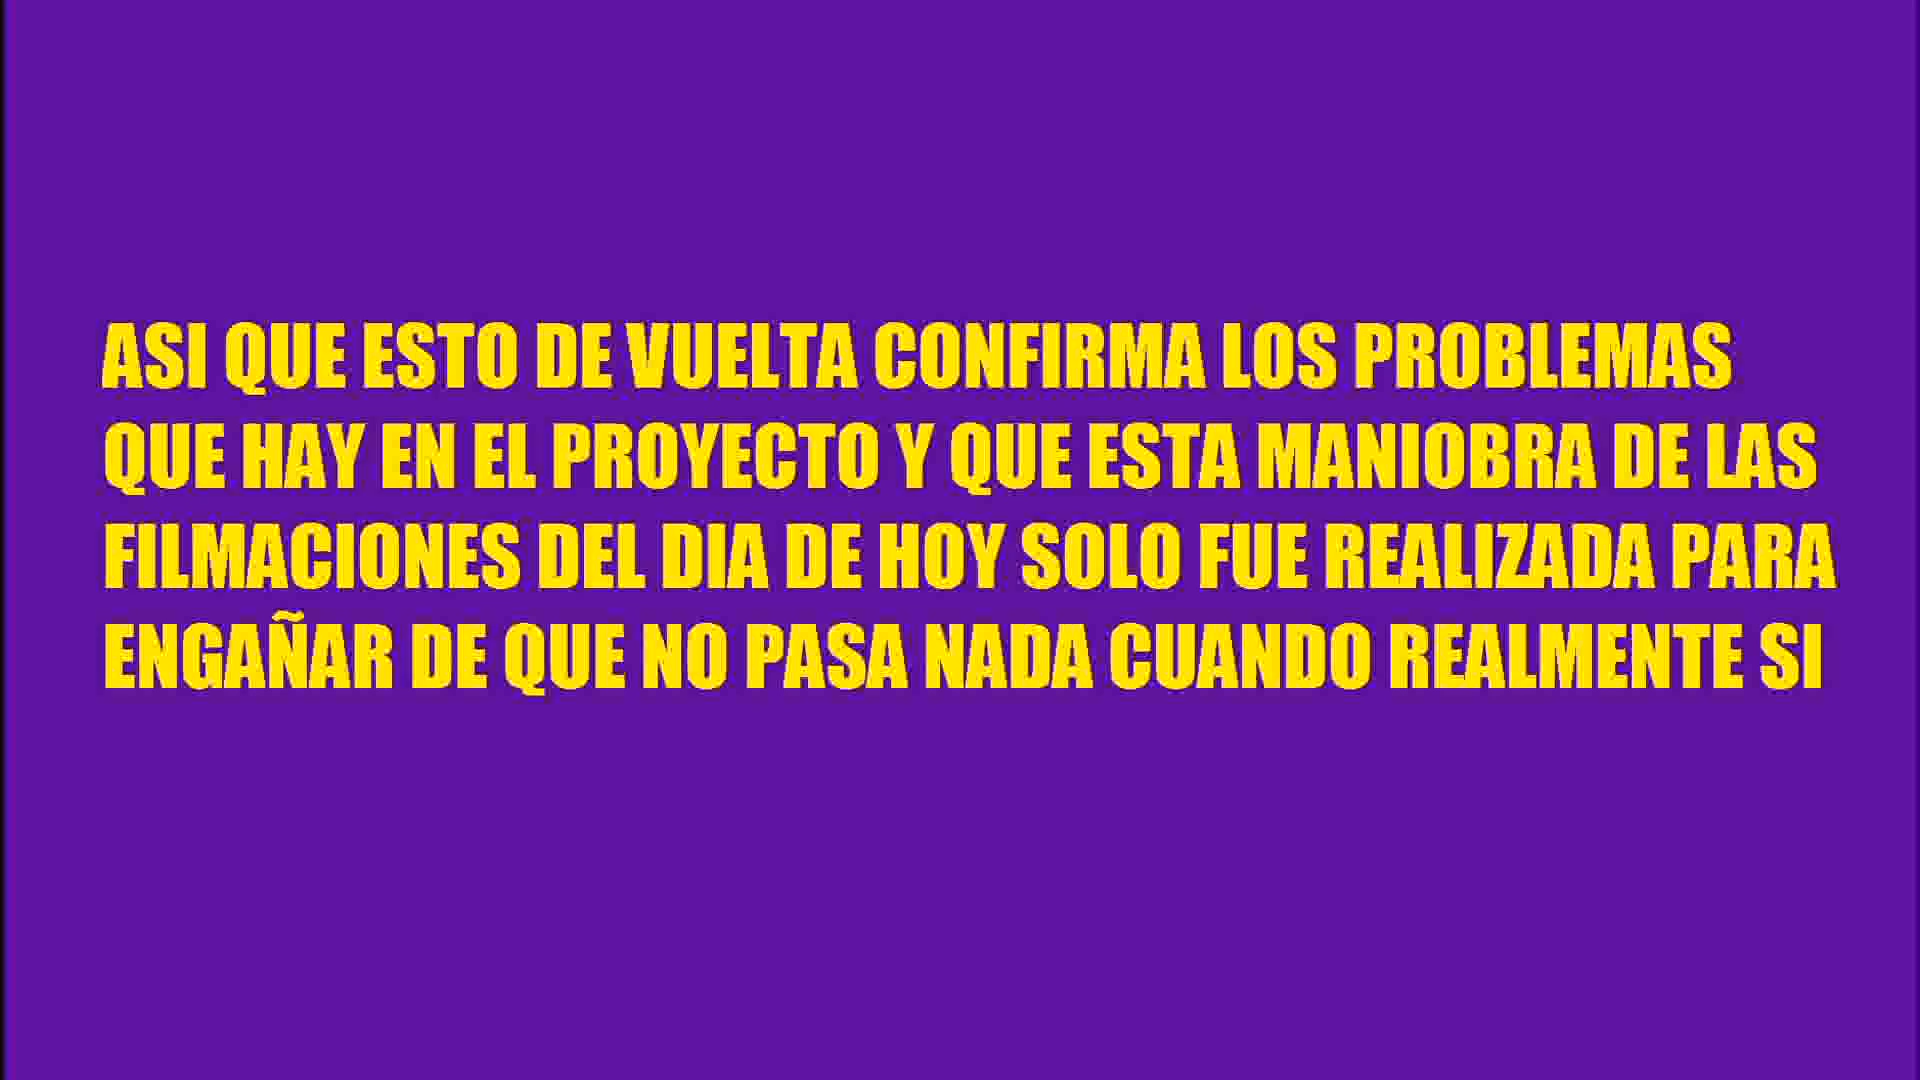 ASI QUE ESTO DE VUELTA CONFIRMA LOS PROBLEMAS
QUE HAY EN EL PROYECTO Y QUE ESTA MANIOBRA DE LAS
FILMACIONES DEL DIA DE HOY SOLO FUE REALIZADA PARA
ENGAÑAR DE QUE NO PASA NADA CUANDO REALMENTE SI